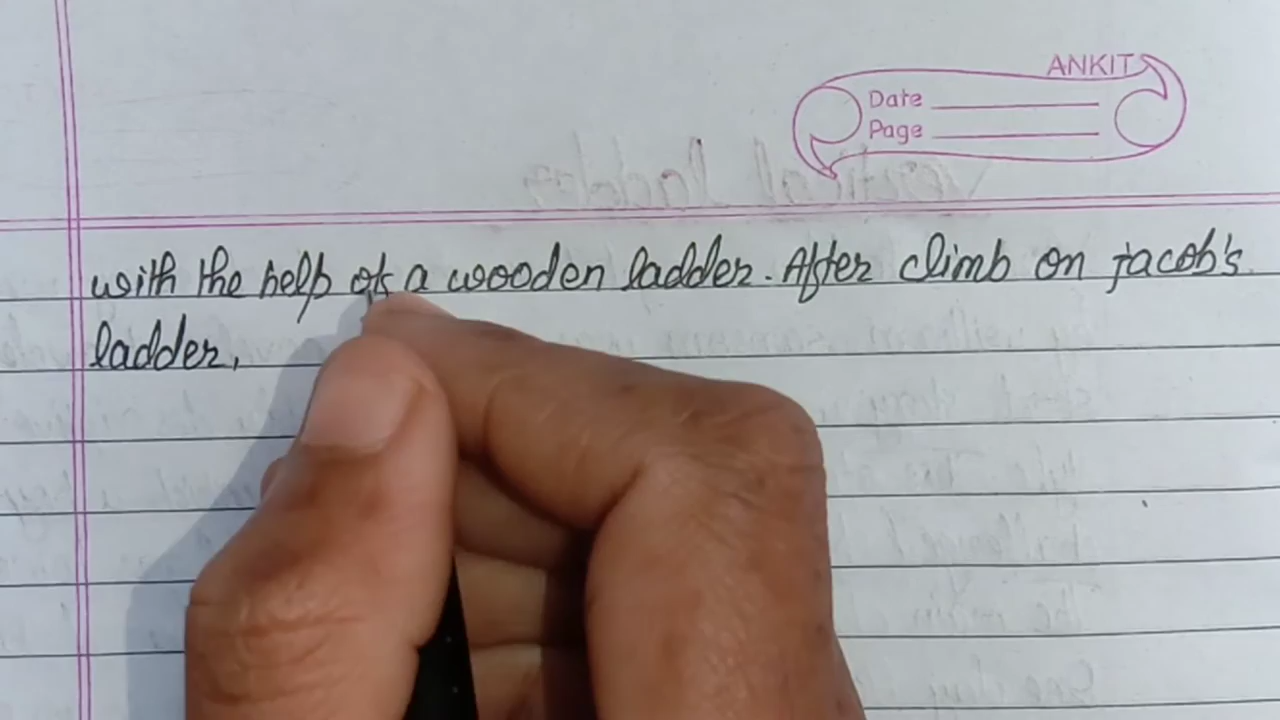 ANKIT
Date
Page
with the help of a wooden ladder. After climb on jacob's
ladder,